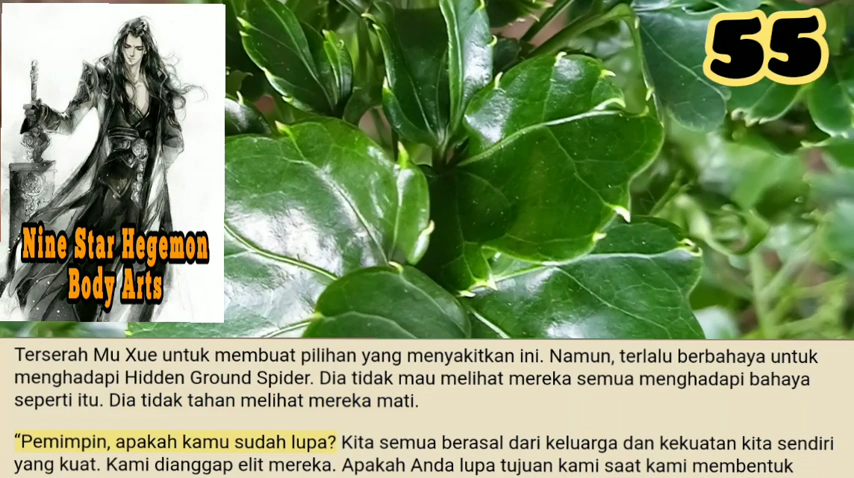 55
Nine Star Hegemon
Body Arts
Terserah Mu Xue untuk membuat pilihan yang menyakitkan ini. Namun, terlalu berbahaya untuk
menghadapi Hidden Ground Spider. Dia tidak mau melihat mereka semua menghadapi bahaya
seperti itu. Dia tidak tahan melihat mereka mati.
“Pemimpin, apakah kamu sudah lupa? Kita semua berasal dari keluarga dan kekuatan kita sendiri
yang kuat. Kami dianggap elit mereka. Apakah Anda lupa tujuan kami saat kami membentuk